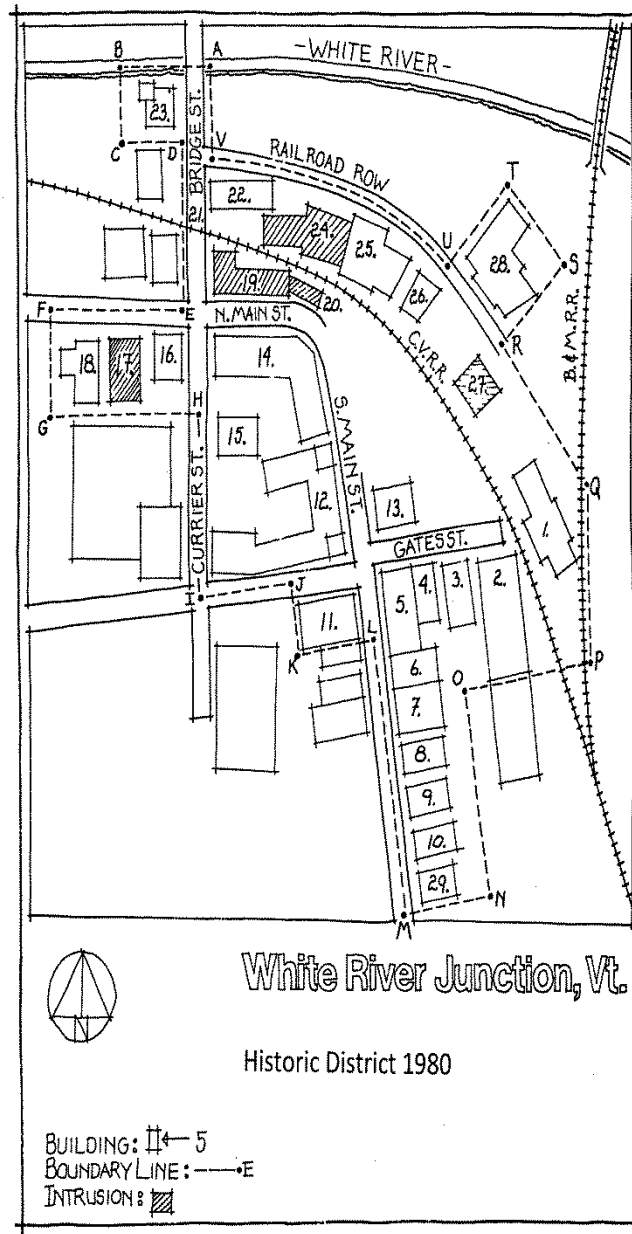 -WHITE RIVER-
B
A
23.
BRIDGE ST.
C
D
V
RAILROAD ROW
T
22.
21.
24.
25.
U
28.
S
19.
20.
26.
F
E
N. MAIN ST.
C.V.R.R.
R
B.&M.R.R.
18.
17.
16.
14.
27.
G
H
15.
S. MAIN ST.
CURRIER ST.
12.
13.
Q
GATES ST.
1.
I
J
5.
4.
3.
2.
11.
L
K
6.
O
P
7.
8.
9.
10.
29.
N
M
N
White River Junction, Vt.
Historic District 1980
BUILDING: 5
BOUNDARY LINE: E
INTRUSION: